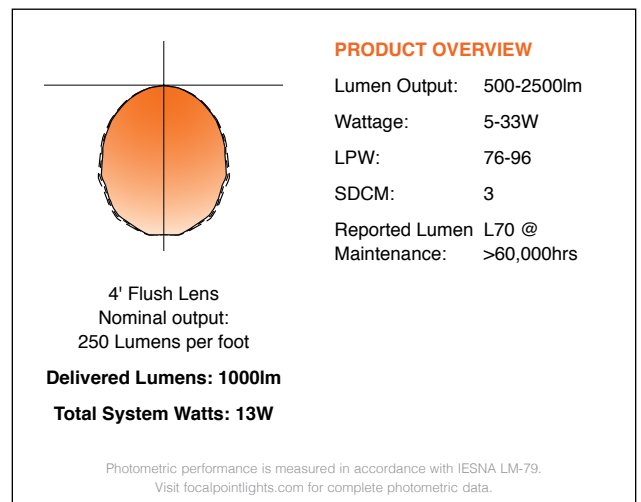 PRODUCT OVERVIEW
Lumen Output: 500-2500lm
Wattage: 5-33W
LPW: 76-96
SDCM: 3
Reported Lumen L70 @
Maintenance: >60,000hrs
4' Flush Lens
Nominal output:
250 Lumens per foot
Delivered Lumens: 1000lm
Total System Watts: 13W
Photometric performance is measured in accordance with IESNA LM-79.
Visit focalpointlights.com for complete photometric data.